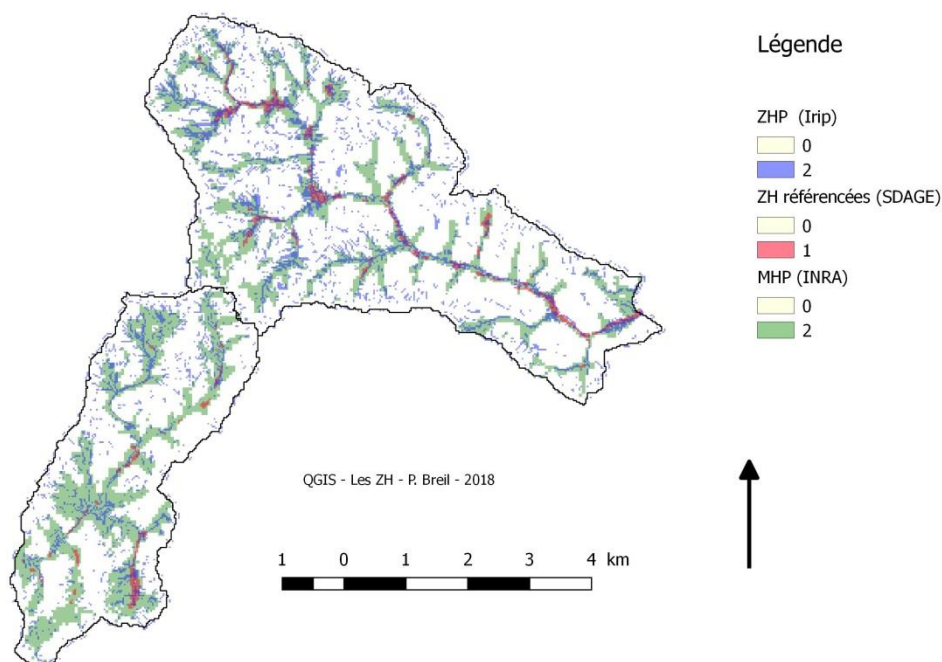 Légende
ZHP (Irip)
0
2
ZH référencées (SDAGE)
0
1
MHP (INRA)
0
2
QGIS - Les ZH - P. Breil - 2018
1 0 1 2 3 4 km